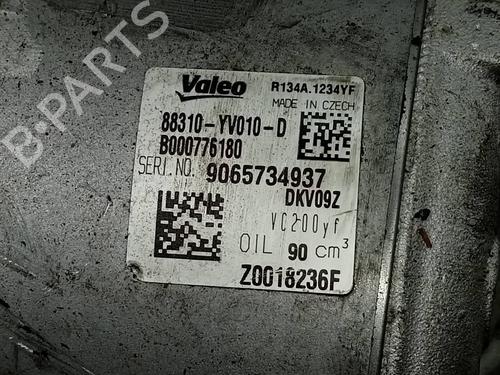 B-PARTS
Valeo R134A.1234YF
MADE IN CZECH
88310-YV010-D
B000776180
SERI.NO. 9065734937
DKV09Z
VC200yf
OIL 90 cm³
Z0018236F